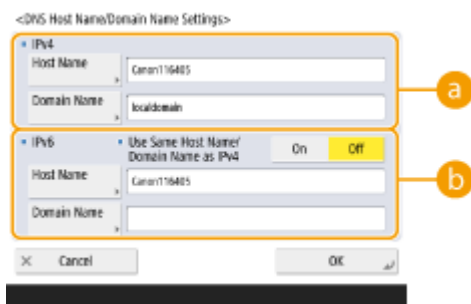 <DNS Host Name/Domain Name Settings>
IPv4
Host Name
Canon116405
Domain Name
localdomain
a
IPv6
Use Same Host Name/
Domain Name as IPv4
On
Off
Host Name
Canon116405
b
Domain Name
× Cancel
OK